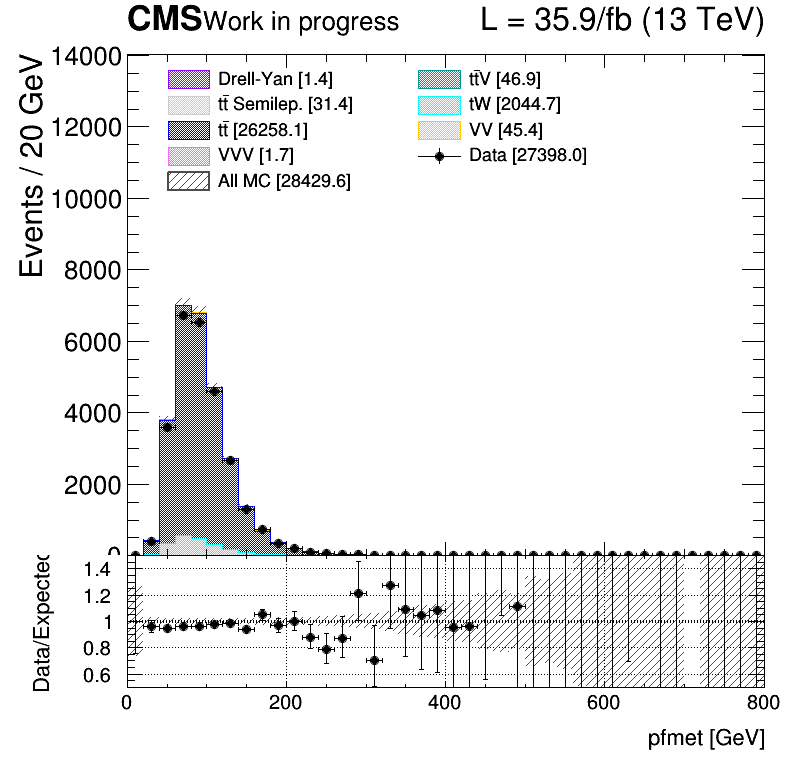 CMS Work in progress L = 35.9/fb (13 TeV)
Events / 20 GeV
14000
12000
10000
8000
6000
4000
2000
0
Drell-Yan [1.4]
tt̄ Semilep. [31.4]
tt̄ [26258.1]
VVV [1.7]
All MC [28429.6]
tt̄V [46.9]
tW [2044.7]
VV [45.4]
Data [27398.0]
Data/Expected
1.4
1.2
1
0.8
0.6
0 200 400 600 800
pfmet [GeV]